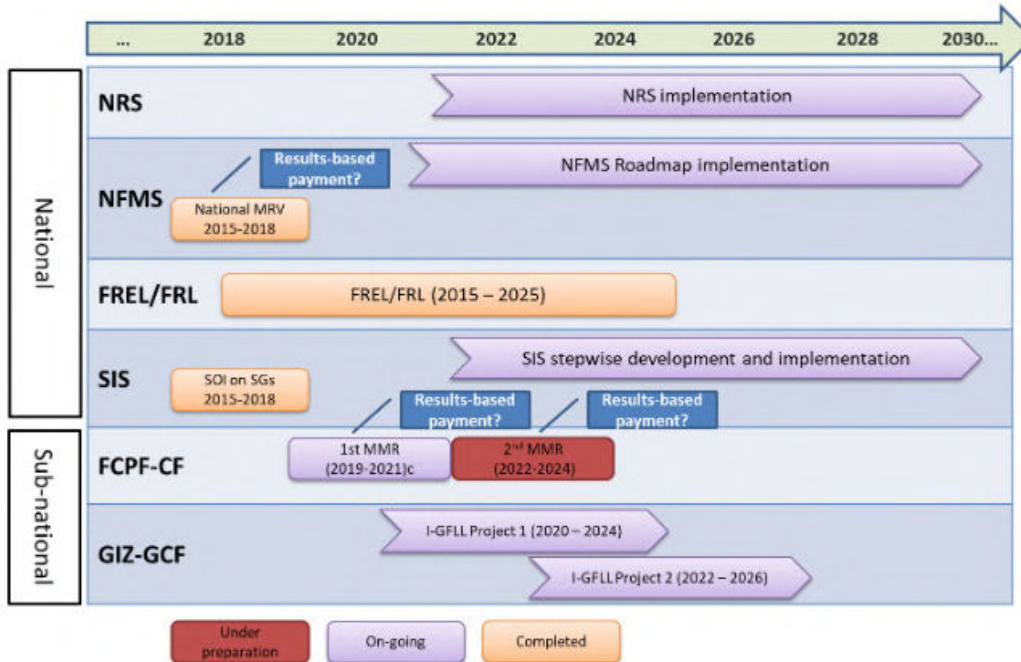 ... 2018 2020 2022 2024 2026 2028 2030...
National
NRS
NRS implementation
NFMS
Results-based
payment?
National MRV
2015-2018
NFMS Roadmap implementation
FREL/FRL
FREL/FRL (2015 – 2025)
SIS
SOI on SGs
2015-2018
SIS stepwise development and implementation
Results-based
payment?
Results-based
payment?
Sub-national
FCPF-CF
1st MMR
(2019-2021)c
2nd MMR
(2022-2024)
GIZ-GCF
I-GFLL Project 1 (2020 – 2024)
I-GFLL Project 2 (2022 – 2026)
Under
preparation
On-going
Completed